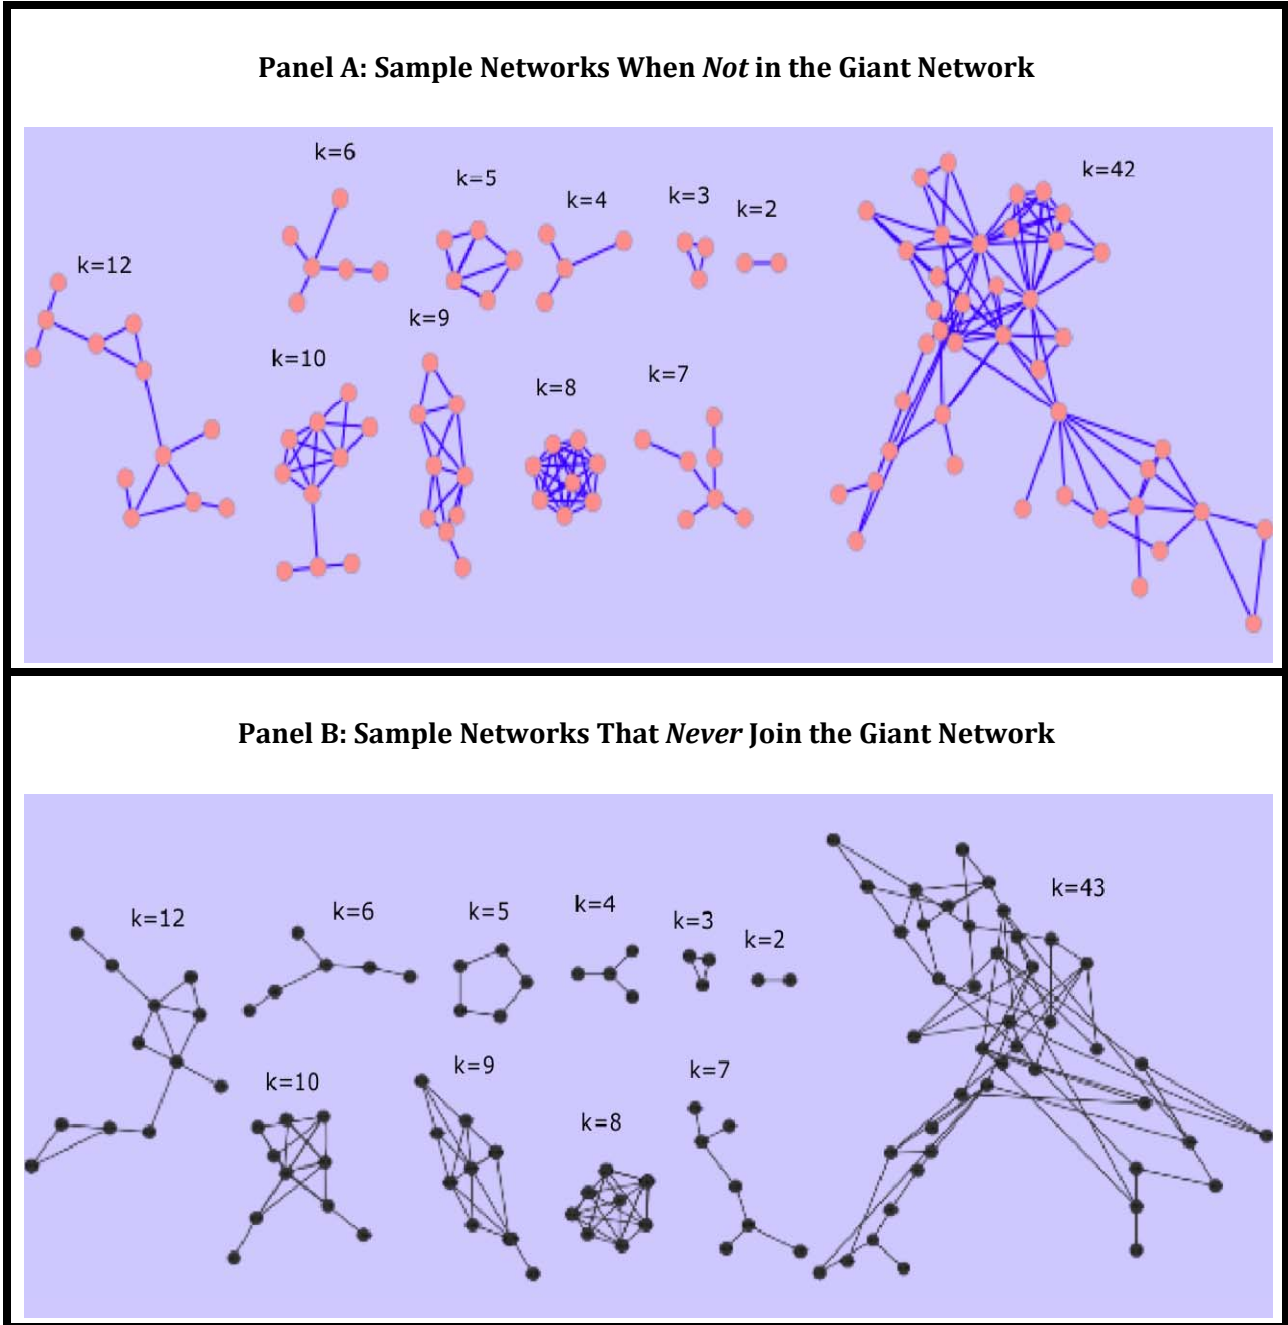 Panel A: Sample Networks When Not in the Giant Network
k=6
k=5
k=4
k=3
k=2
k=42
k=12
k=9
k=10
k=8
k=7
Panel B: Sample Networks That Never Join the Giant Network
k=12
k=6
k=5
k=4
k=3
k=2
k=43
k=10
k=9
k=8
k=7